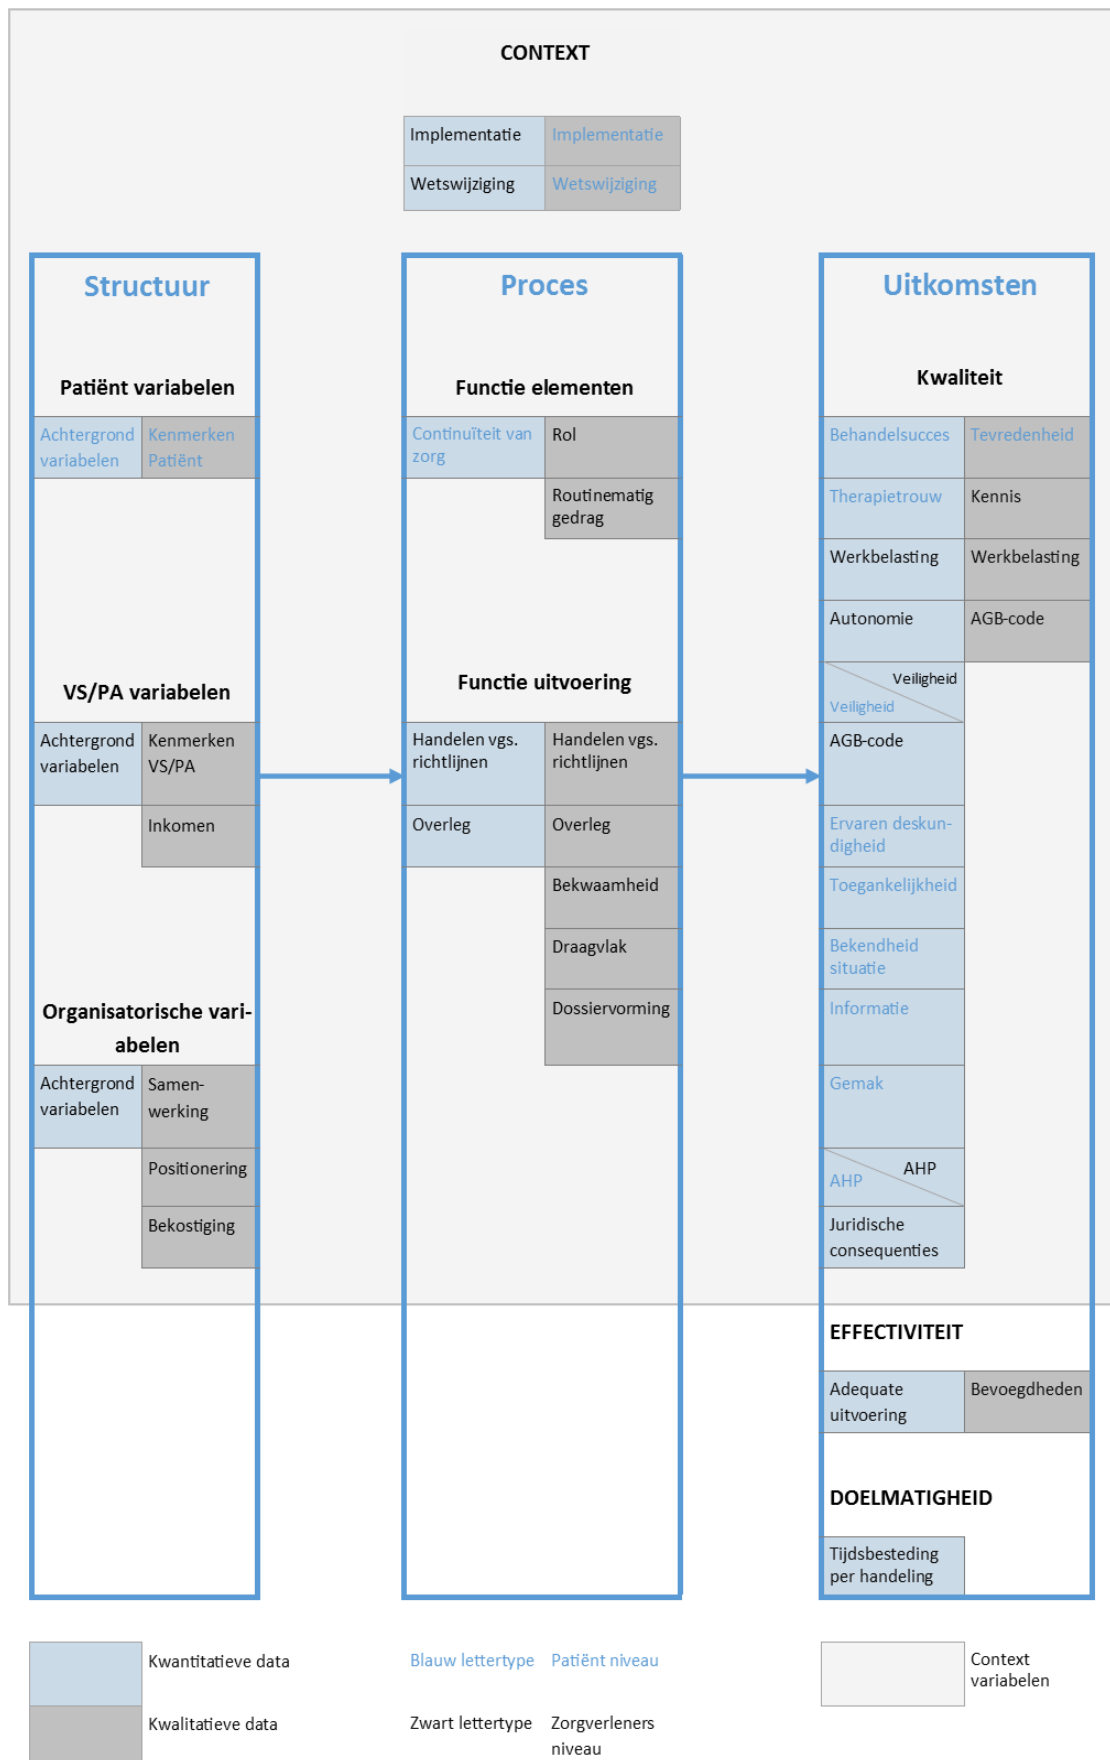 CONTEXT
Implementatie
Implementatie
Wetswijziging
Wetswijziging
Structuur
Patiënt variabelen
Achtergrond
variabelen
Kenmerken
Patiënt
VS/PA variabelen
Achtergrond
variabelen
Kenmerken
VS/PA
Inkomen
Organisatorische vari-
abelen
Achtergrond
variabelen
Samen-
werking
Positionering
Bekostiging
Proces
Functie elementen
Continuïteit van
zorg
Rol
Routinematig
gedrag
Functie uitvoering
Handelen vgs.
richtlijnen
Handelen vgs.
richtlijnen
Overleg
Overleg
Bekwaamheid
Draagvlak
Dossiervorming
Uitkomsten
Kwaliteit
Behandelsucces
Tevredenheid
Therapietrouw
Kennis
Werkbelasting
Werkbelasting
Autonomie
AGB-code
Veiligheid
Veiligheid
AGB-code
Ervaren deskun-
digheid
Toegankelijkheid
Bekendheid
situatie
Informatie
Gemak
AHP
AHP
Juridische
consequenties
EFFECTIVITEIT
Adequate
uitvoering
Bevoegdheden
DOELMATIGHEID
Tijdsbesteding
per handeling
Kwantitatieve data
Kwalitatieve data
Blauw lettertype
Patiënt niveau
Zwart lettertype
Zorgverleners
niveau
Context
variabelen